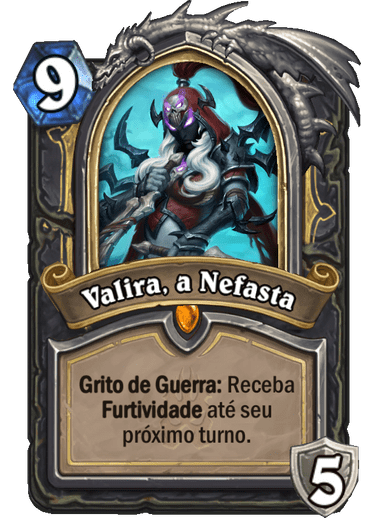 9
Valira, a Nefasta
Grito de Guerra: Receba
Furtividade até seu
próximo turno.
5